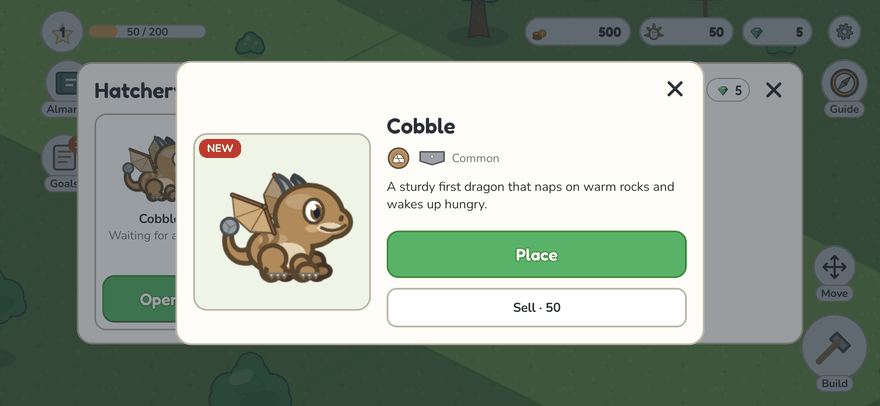 1
50 / 200
500
50
5
Hatcher
5
Almar
Guide
Goals
Cobbl
Waiting for a
Oper
NEW
Cobble
Common
A sturdy first dragon that naps on warm rocks and
wakes up hungry.
Place
Sell · 50
Move
Build